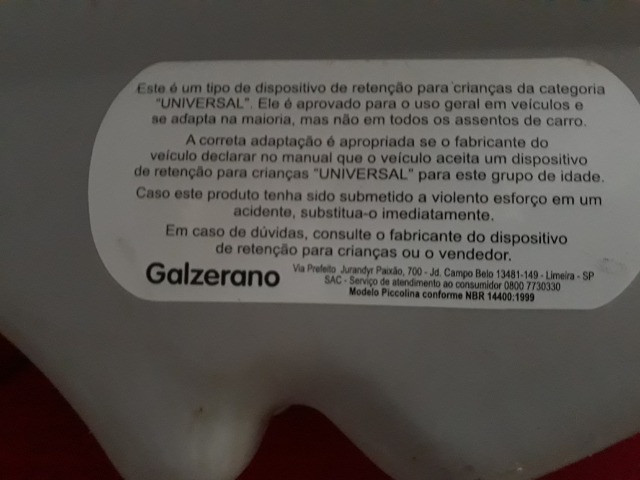 Este é um tipo de dispositivo de retenção para crianças da categoria
"UNIVERSAL". Ele é aprovado para o uso geral em veículos e
se adapta na maioria, mas não em todos os assentos de carro.
A correta adaptação é apropriada se o fabricante do
veículo declarar no manual que o veículo aceita um dispositivo
de retenção para crianças "UNIVERSAL" para este grupo de idade.
Caso este produto tenha sido submetido a violento esforço em um
acidente, substitua-o imediatamente.
Em caso de dúvidas, consulte o fabricante do dispositivo
de retenção para crianças ou o vendedor.
Galzerano
Via Prefeito Jurandyr Paixão, 700 - Jd. Campo Belo 13481-149 - Limeira - SP
SAC - Serviço de atendimento ao consumidor 0800 7730330
Modelo Piccolina conforme NBR 14400:1999